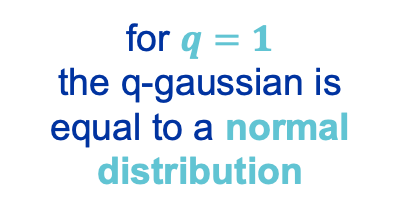 for q = 1
the q-gaussian is
equal to a normal
distribution